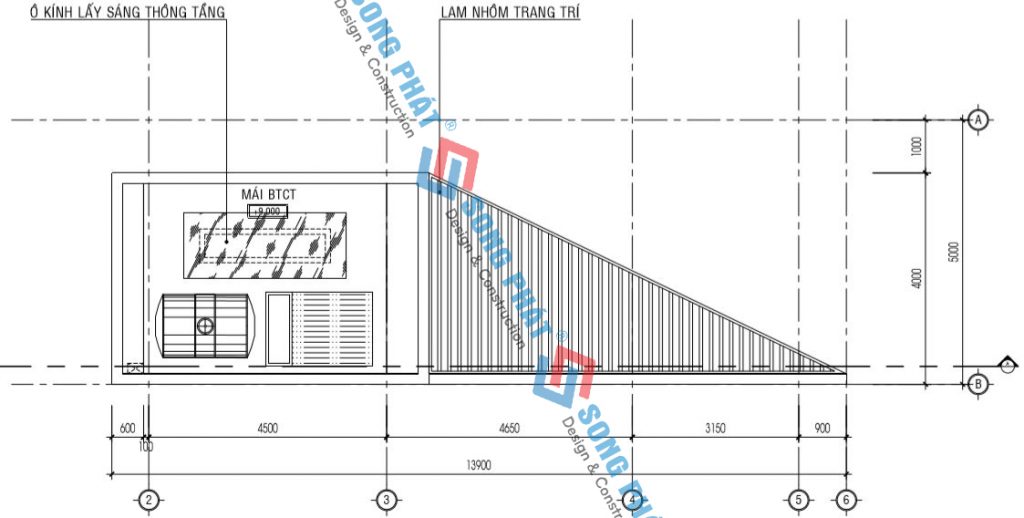 Ô KÍNH LẤY SÁNG THÔNG TẦNG
LAM NHÔM TRANG TRÍ
SONG PHÁT ®
Design & Construction
A
1000
MÁI BTCT
+9.000
SONG PHÁT ®
Design & Construction
4000
5000
B
SONG
Design &
600
100
4500
4650
3150
900
13900
2
3
4
5
6